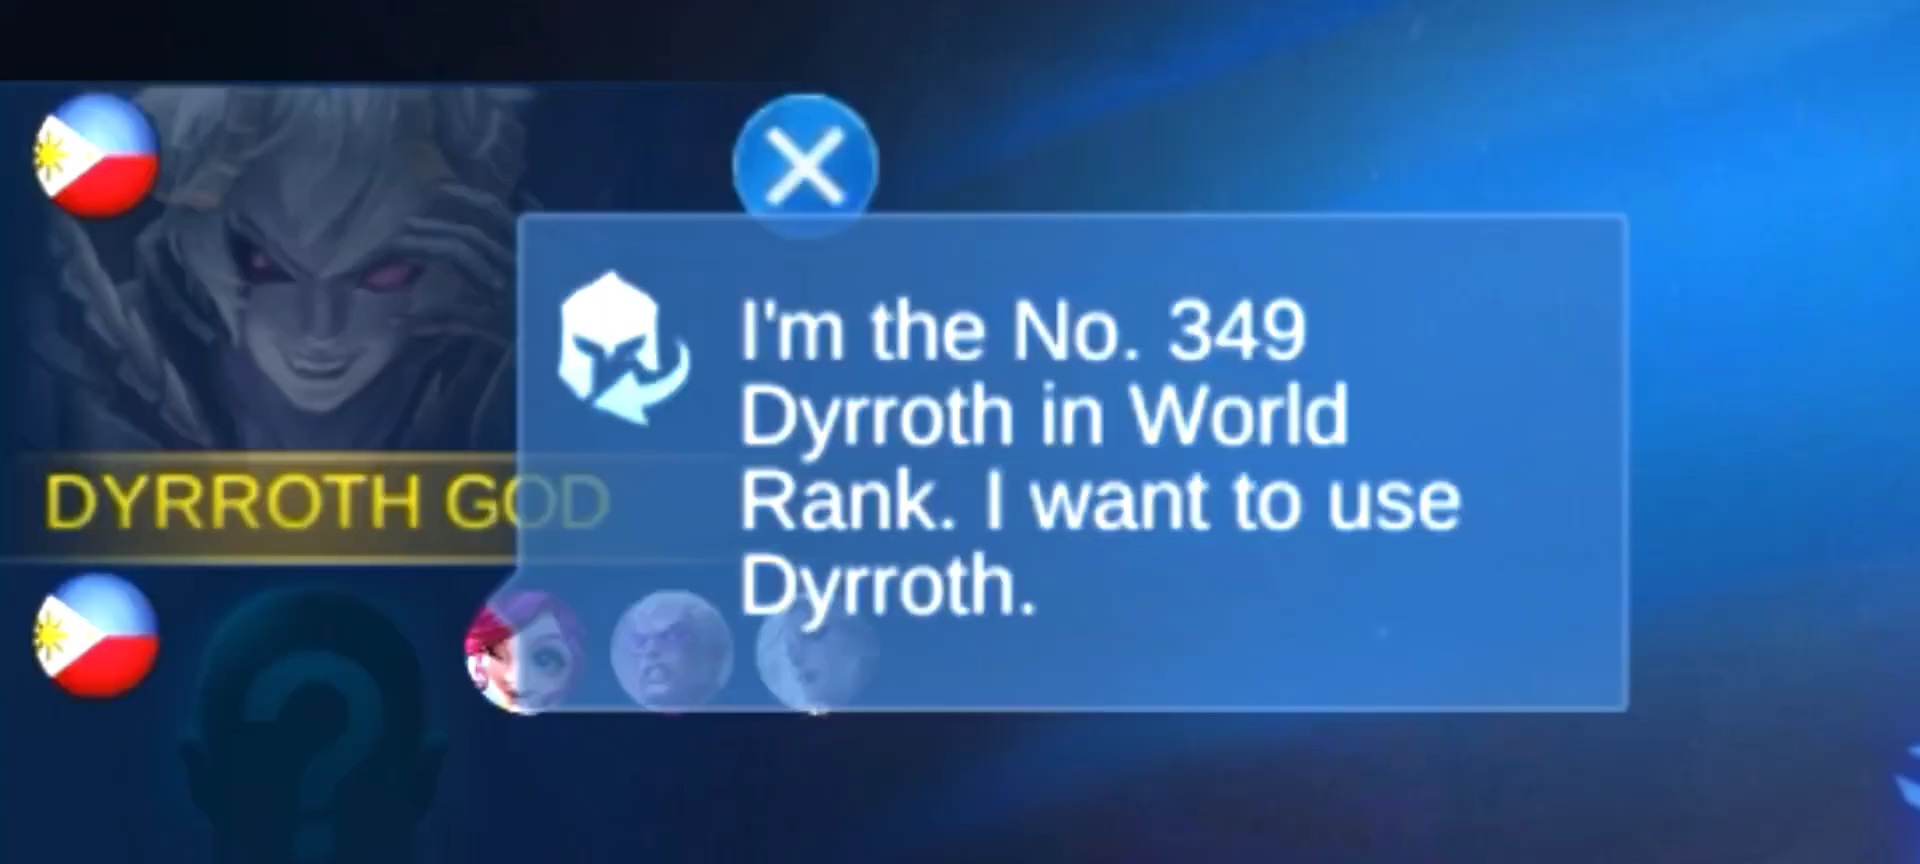 I'm the No. 349
Dyrroth in World
Rank. I want to use
Dyrroth.
DYRROTH GOD